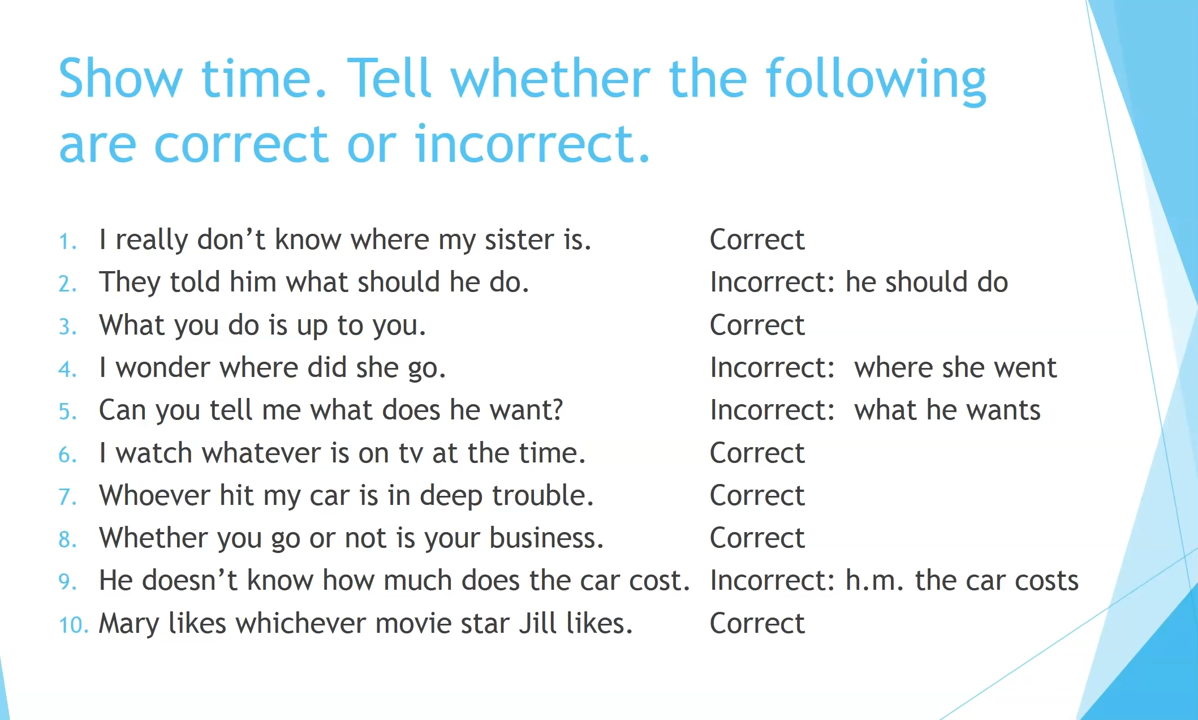 Show time. Tell whether the following
are correct or incorrect.
1. I really don’t know where my sister is. Correct
2. They told him what should he do. Incorrect: he should do
3. What you do is up to you. Correct
4. I wonder where did she go. Incorrect: where she went
5. Can you tell me what does he want? Incorrect: what he wants
6. I watch whatever is on tv at the time. Correct
7. Whoever hit my car is in deep trouble. Correct
8. Whether you go or not is your business. Correct
9. He doesn’t know how much does the car cost. Incorrect: h.m. the car costs
10. Mary likes whichever movie star Jill likes. Correct